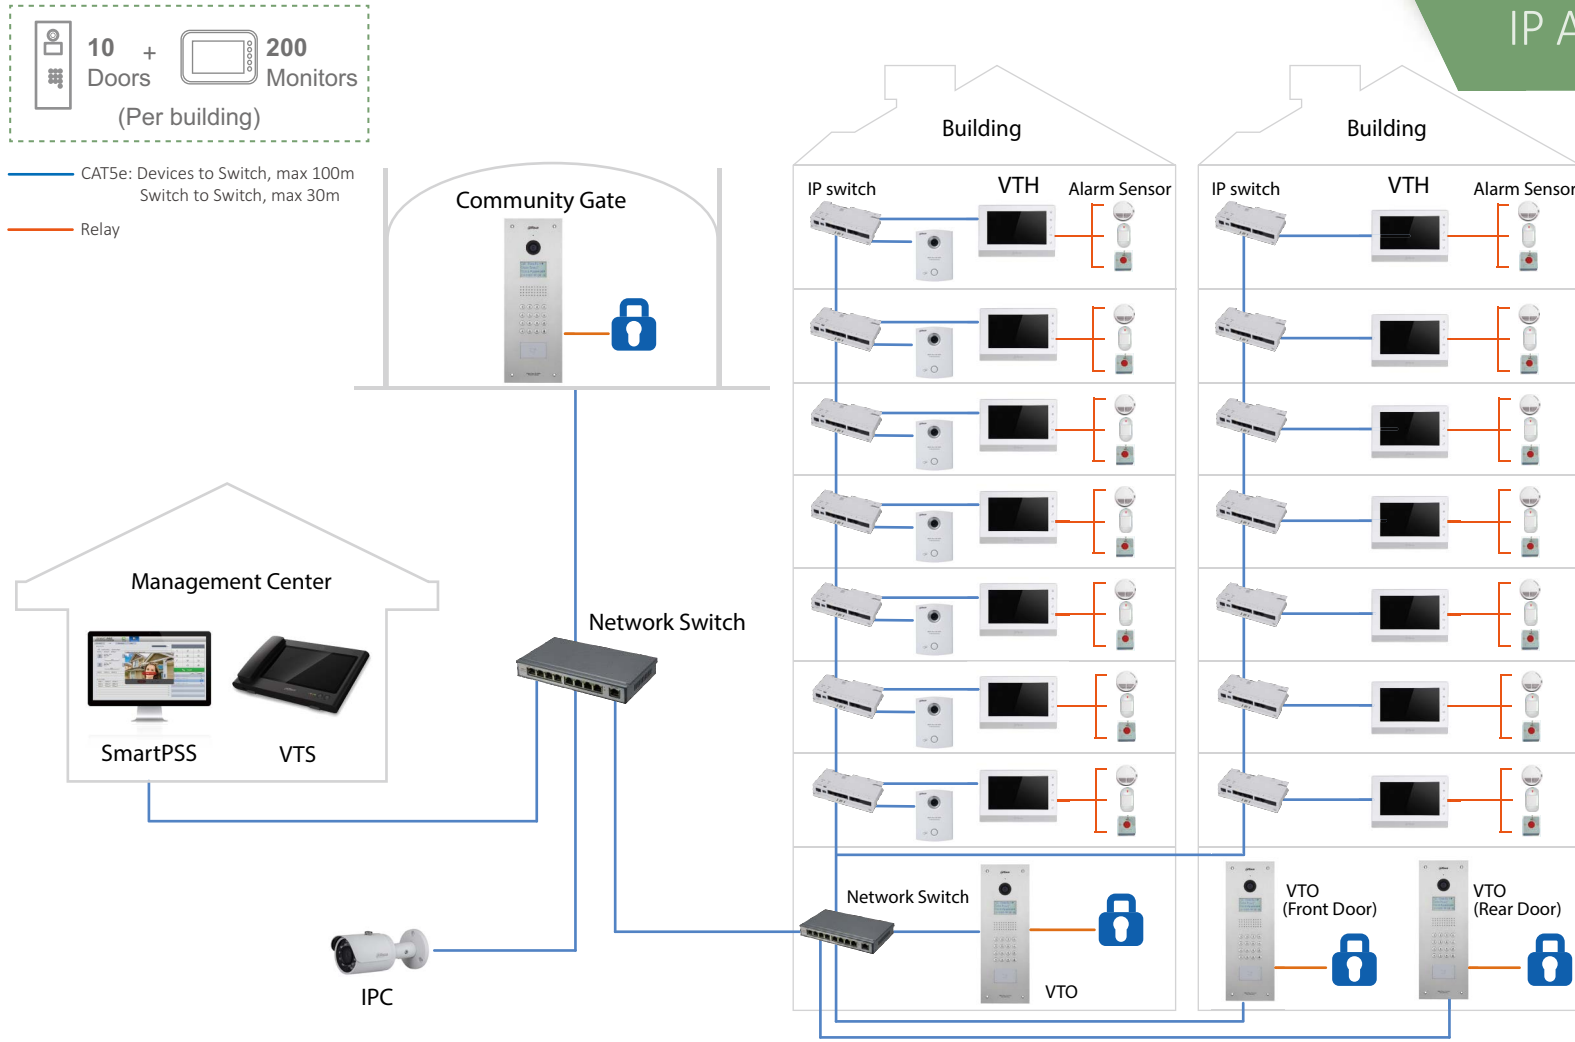 IP A
10 + 200
Doors Monitors
(Per building)
CAT5e: Devices to Switch, max 100m
Switch to Switch, max 30m
Relay
Community Gate
Building
IP switch VTH Alarm Sensor
Building
IP switch VTH Alarm Sensor
Management Center
SmartPSS VTS
Network Switch
IPC
Network Switch
VTO
VTO
(Front Door)
VTO
(Rear Door)